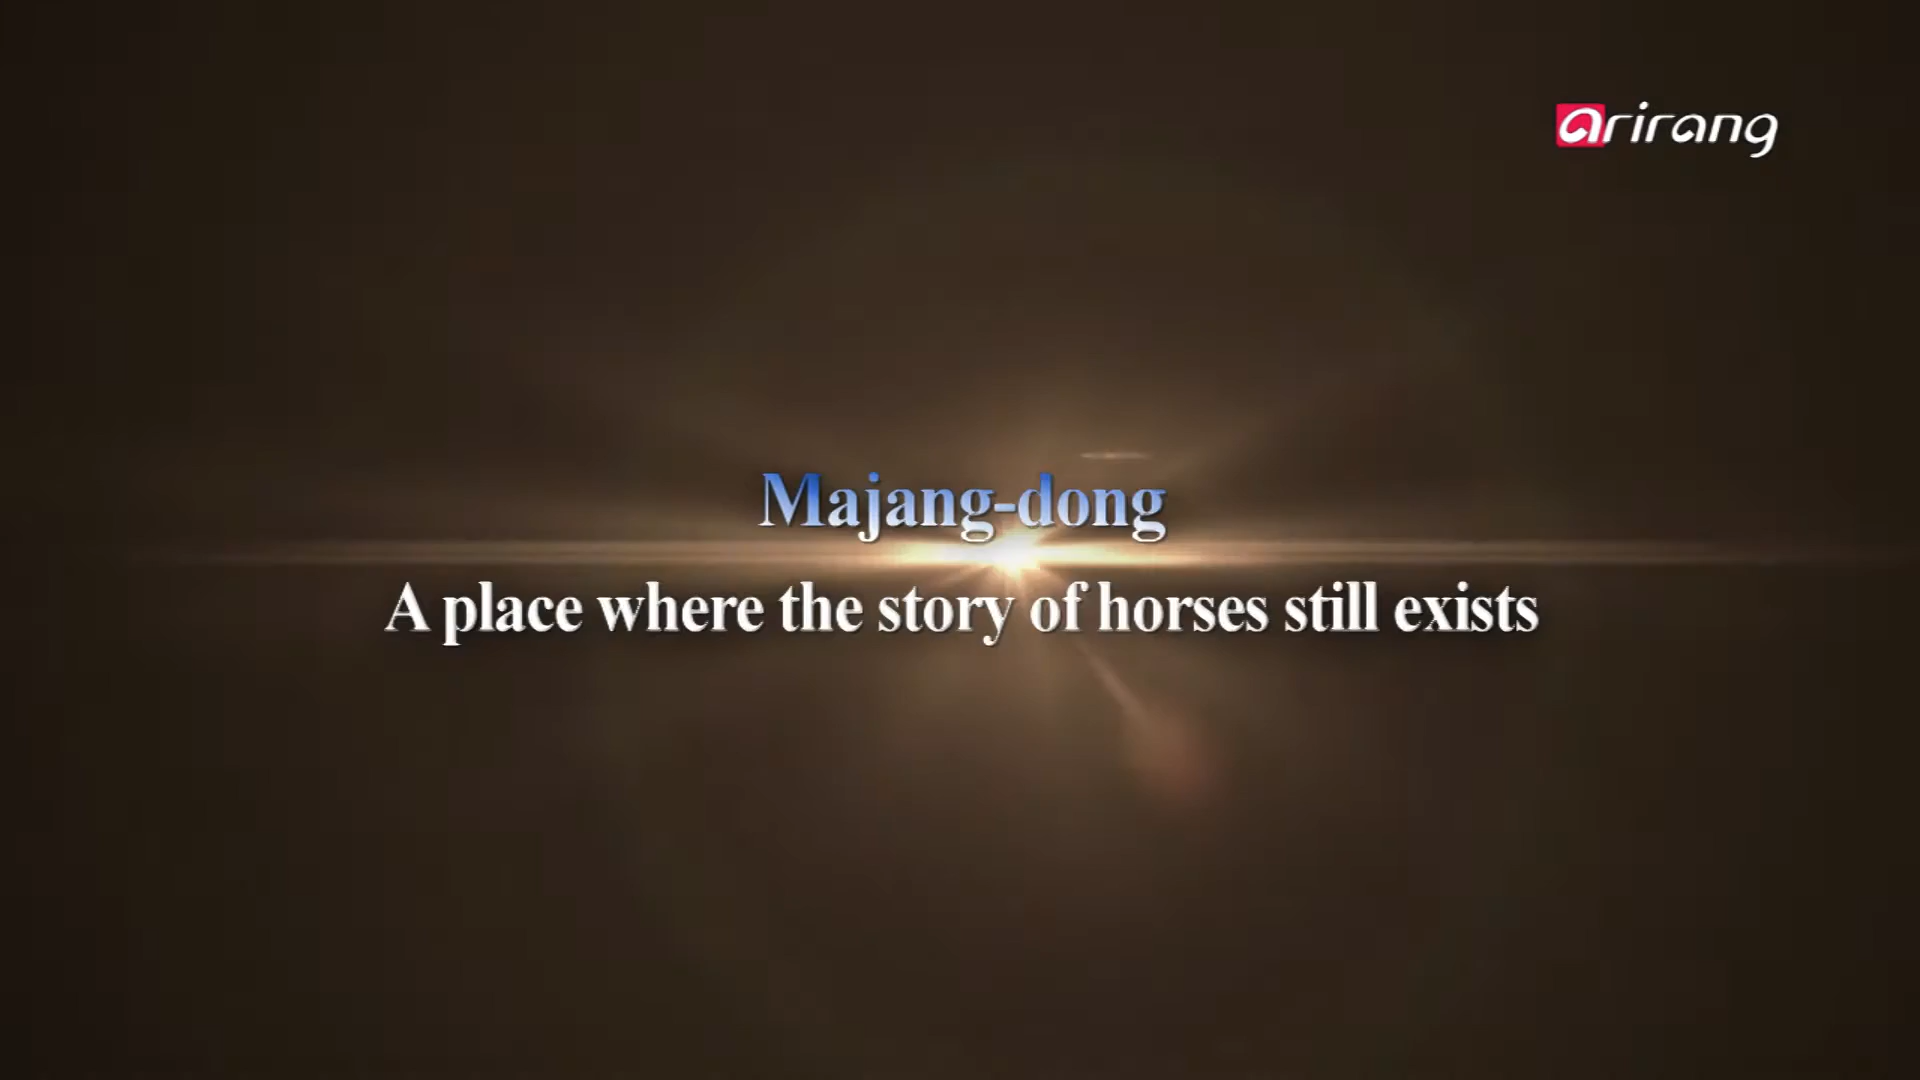 arirang
Majang-dong
A place where the story of horses still exists